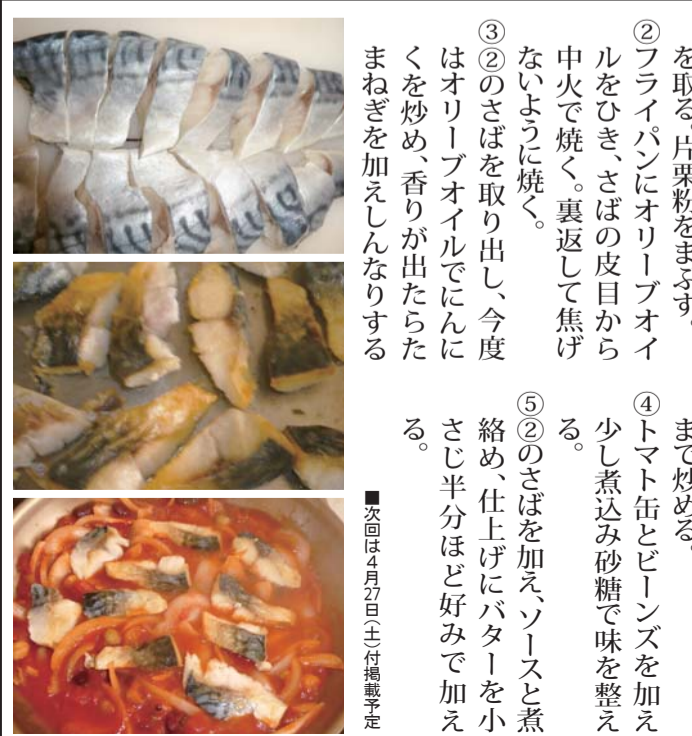 を取る。片栗粉をまぶす。
②フライパンにオリーブオイ
ルをひき、さばの皮目から
中火で焼く。裏返して焦げ
ないように焼く。
③②のさばを取り出し、今度
はオリーブオイルでにんに
くを炒め、香りが出たらた
まねぎを加えしんなりする
まで炒める。
④トマト缶とビーンズを加え
少し煮込み砂糖で味を整え
る。
⑤②のさばを加え、ソースと煮
絡め、仕上げにバターを小
さじ半分ほど好みで加え
る。
■次回は4月27日(土)付掲載予定